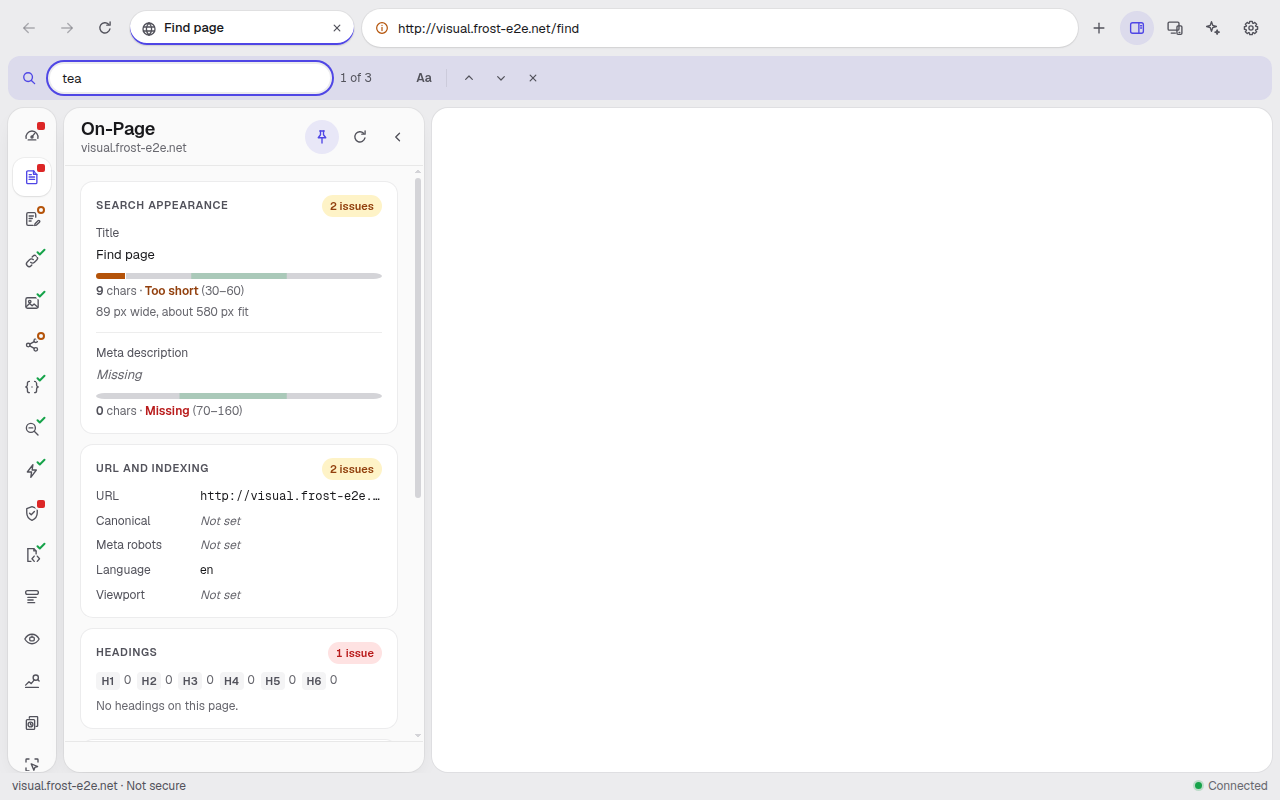 Find page
http://visual.frost-e2e.net/find
tea
1 of 3
Aa
On-Page
visual.frost-e2e.net
SEARCH APPEARANCE
2 issues
Title
Find page
9 chars · Too short (30–60)
89 px wide, about 580 px fit
Meta description
Missing
0 chars · Missing (70–160)
URL AND INDEXING
2 issues
URL http://visual.frost-e2e.…
Canonical Not set
Meta robots Not set
Language en
Viewport Not set
HEADINGS
1 issue
H1 0 H2 0 H3 0 H4 0 H5 0 H6 0
No headings on this page.
visual.frost-e2e.net · Not secure
Connected